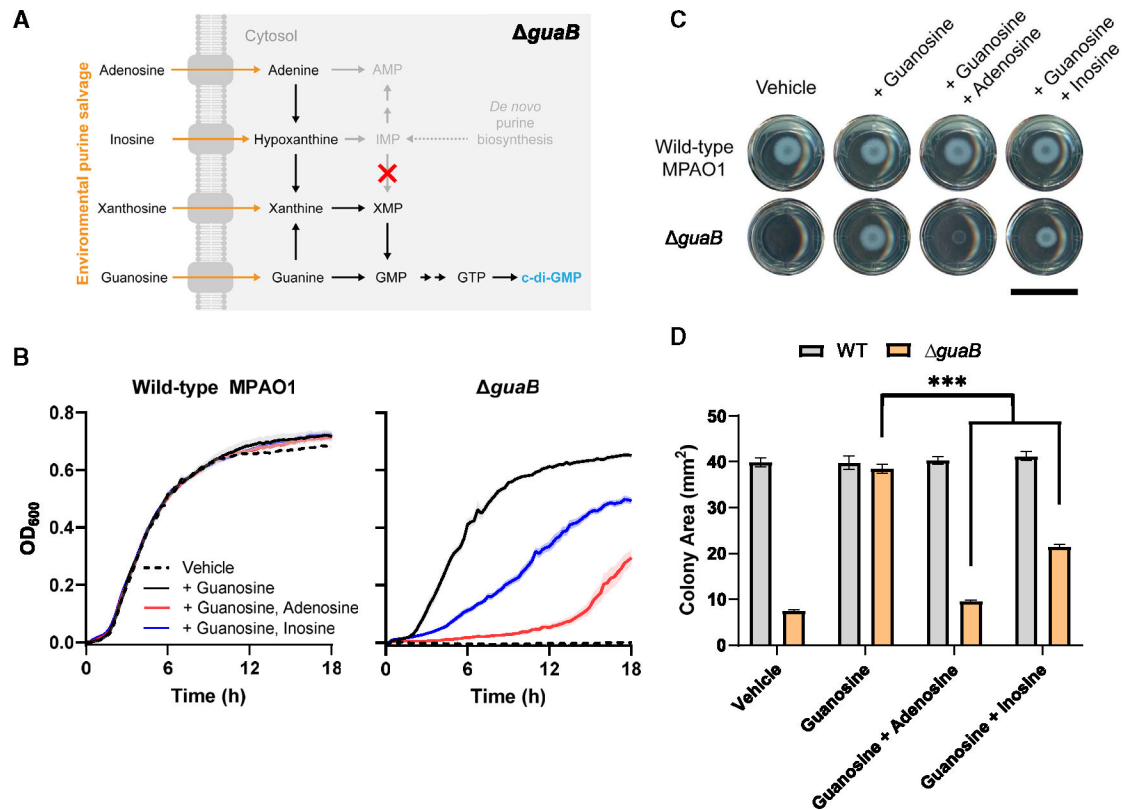 A
Cytosol
ΔguaB
Environmental purine salvage
Adenosine
Adenine
AMP
De novo
purine
biosynthesis
Inosine
Hypoxanthine
IMP
Xanthosine
Xanthine
XMP
Guanosine
Guanine
GMP
GTP
c-di-GMP
B
Wild-type MPAO1
ΔguaB
OD600
0.8
0.6
0.4
0.2
0.0
Vehicle
+ Guanosine
+ Guanosine, Adenosine
+ Guanosine, Inosine
0
6
12
18
0
6
12
18
Time (h)
Time (h)
C
Vehicle
+ Guanosine
+ Guanosine
+ Adenosine
+ Guanosine
+ Inosine
Wild-type
MPAO1
ΔguaB
D
WT
ΔguaB
***
Colony Area (mm²)
50
40
30
20
10
0
Vehicle
Guanosine
Guanosine + Adenosine
Guanosine + Inosine